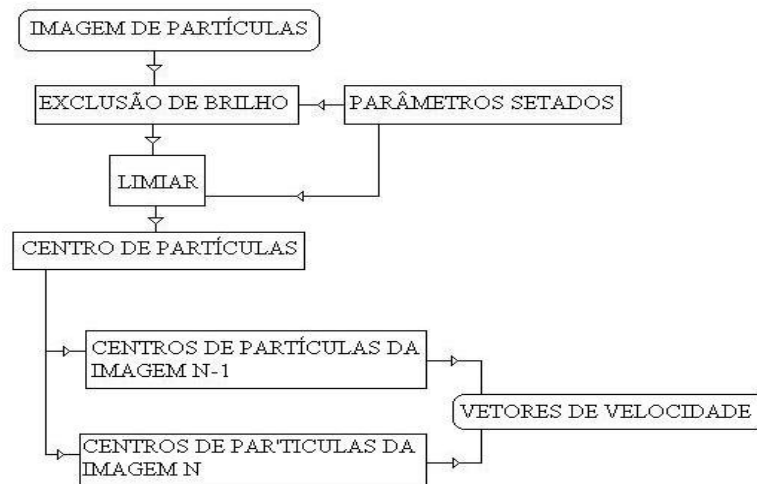 IMAGEM DE PARTÍCULAS
EXCLUSÃO DE BRILHO
PARÂMETROS SETADOS
LIMIAR
CENTRO DE PARTÍCULAS
CENTROS DE PARTÍCULAS DA
IMAGEM N-1
VETORES DE VELOCIDADE
CENTROS DE PAR'TICULAS DA
IMAGEM N